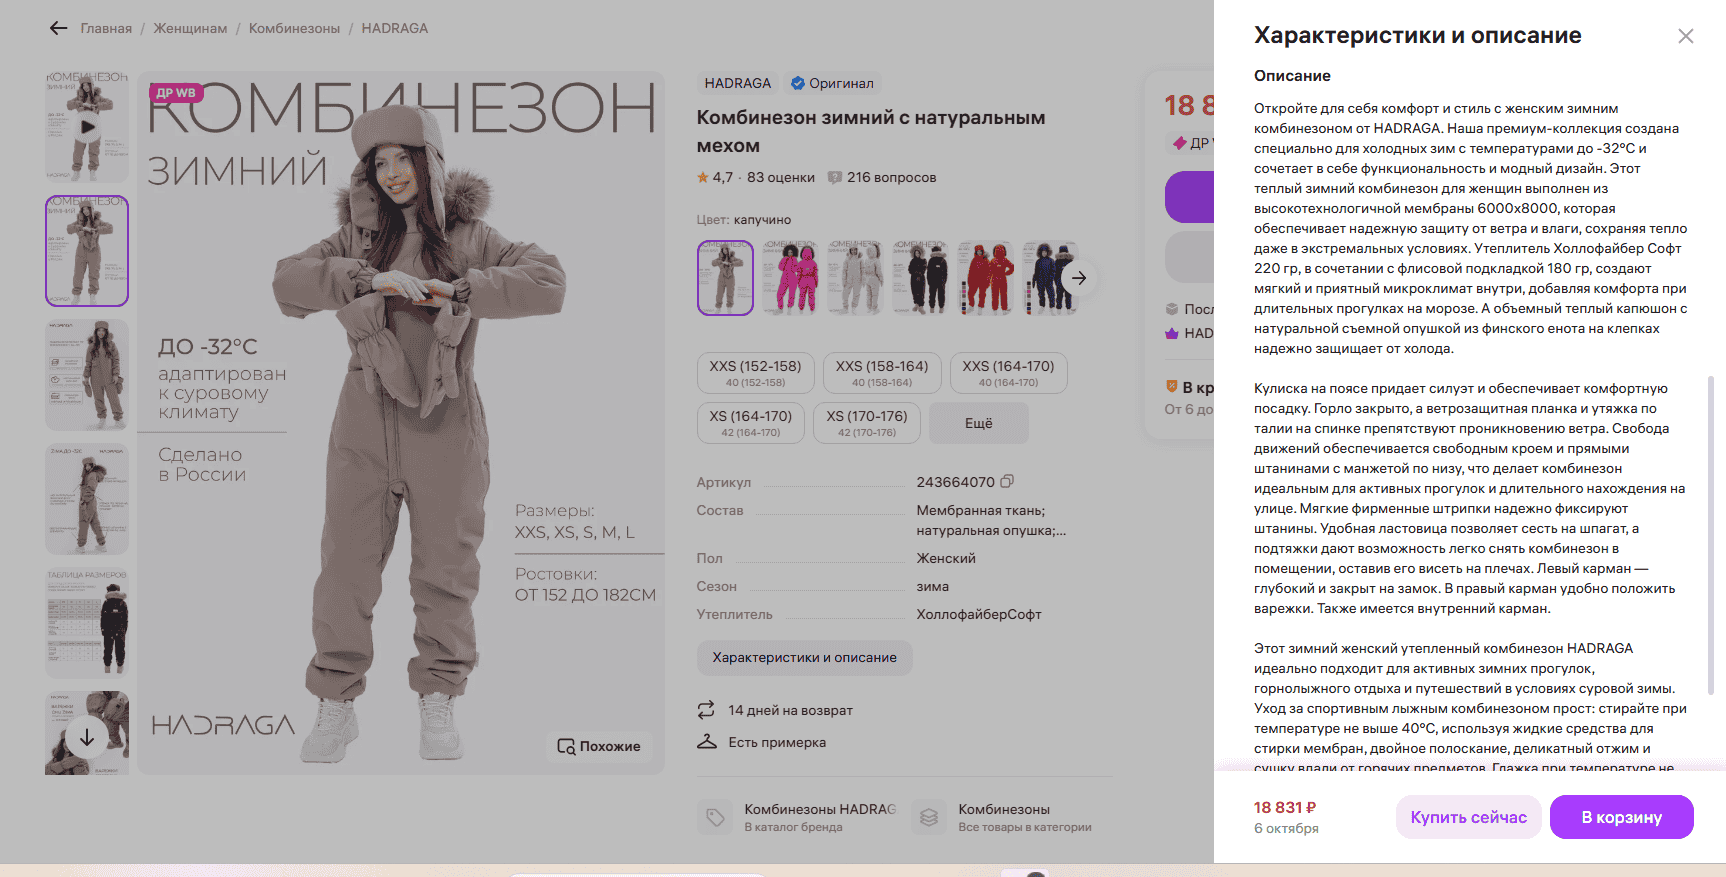 Главная / Женщинам / Комбинезоны / HADRAGA
ДР WB
КОМБИНЕЗОН
ЗИМНИЙ
ДО -32°C
адаптирован
к суровому
климату
Сделано
в России
Размеры:
XXS, XS, S, M, L
Ростовки:
ОТ 152 ДО 182СМ
HADRAGA
Похожие
HADRAGA
Оригинал
Комбинезон зимний с натуральным
мехом
4,7 · 83 оценки
216 вопросов
Цвет: капучино
XXS (152-158)
40 (152-158)
XXS (158-164)
40 (158-164)
XXS (164-170)
40 (164-170)
XS (164-170)
42 (164-170)
XS (170-176)
42 (170-176)
Ещё
Артикул 243664070
Состав Мембранная ткань;
натуральная опушка;...
Пол Женский
Сезон зима
Утеплитель ХоллофайберСофт
Характеристики и описание
14 дней на возврат
Есть примерка
Комбинезоны HADRAG
В каталог бренда
Комбинезоны
Все товары в категории
18 8
ДР
Посл
HAD
В кр
От 6 до
Характеристики и описание
Описание
Откройте для себя комфорт и стиль с женским зимним
комбинезоном от HADRAGA. Наша премиум-коллекция создана
специально для холодных зим с температурами до -32°C и
сочетает в себе функциональность и модный дизайн. Этот
теплый зимний комбинезон для женщин выполнен из
высокотехнологичной мембраны 6000х8000, которая
обеспечивает надежную защиту от ветра и влаги, сохраняя тепло
даже в экстремальных условиях. Утеплитель Холлофайбер Софт
220 гр, в сочетании с флисовой подкладкой 180 гр, создают
мягкий и приятный микроклимат внутри, добавляя комфорта при
длительных прогулках на морозе. А объемный теплый капюшон с
натуральной съемной опушкой из финского енота на клепках
надежно защищает от холода.
Кулиска на поясе придает силуэт и обеспечивает комфортную
посадку. Горло закрыто, а ветрозащитная планка и утяжка по
талии на спинке препятствуют проникновению ветра. Свобода
движений обеспечивается свободным кроем и прямыми
штанинами с манжетой по низу, что делает комбинезон
идеальным для активных прогулок и длительного нахождения на
улице. Мягкие фирменные штрипки надежно фиксируют
штанины. Удобная ластовица позволяет сесть на шпагат, а
подтяжки дают возможность легко снять комбинезон в
помещении, оставив его висеть на плечах. Левый карман —
глубокий и закрыт на замок. В правый карман удобно положить
варежки. Также имеется внутренний карман.
Этот зимний женский утепленный комбинезон HADRAGA
идеально подходит для активных зимних прогулок,
горнолыжного отдыха и путешествий в условиях суровой зимы.
Уход за спортивным лыжным комбинезоном прост: стирайте при
температуре не выше 40°C, используя жидкие средства для
стирки мембран, двойное полоскание, деликатный отжим и
сушку вдали от горячих предметов. Глажка при температуре не
18 831 ₽
6 октября
Купить сейчас
В корзину